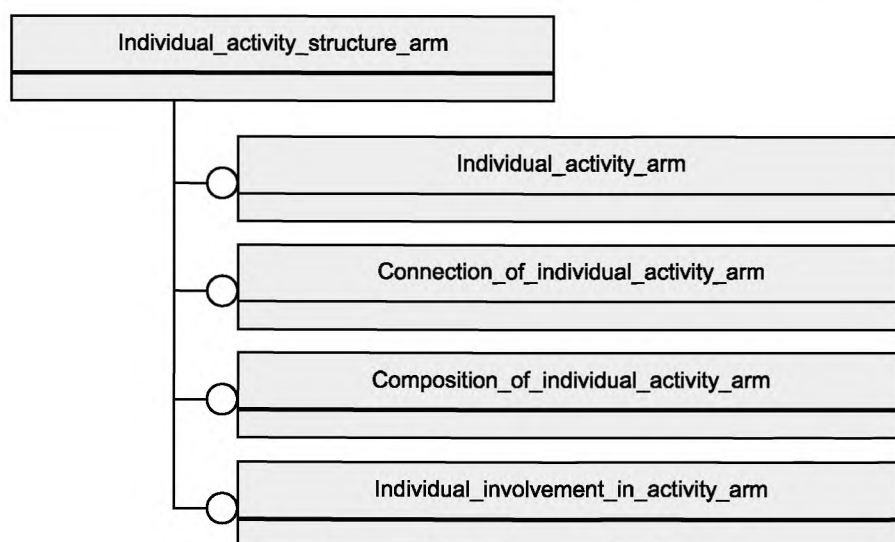 Individual_activity_structure_arm
Individual_activity_arm
Connection_of_individual_activity_arm
Composition_of_individual_activity_arm
Individual_involvement_in_activity_arm